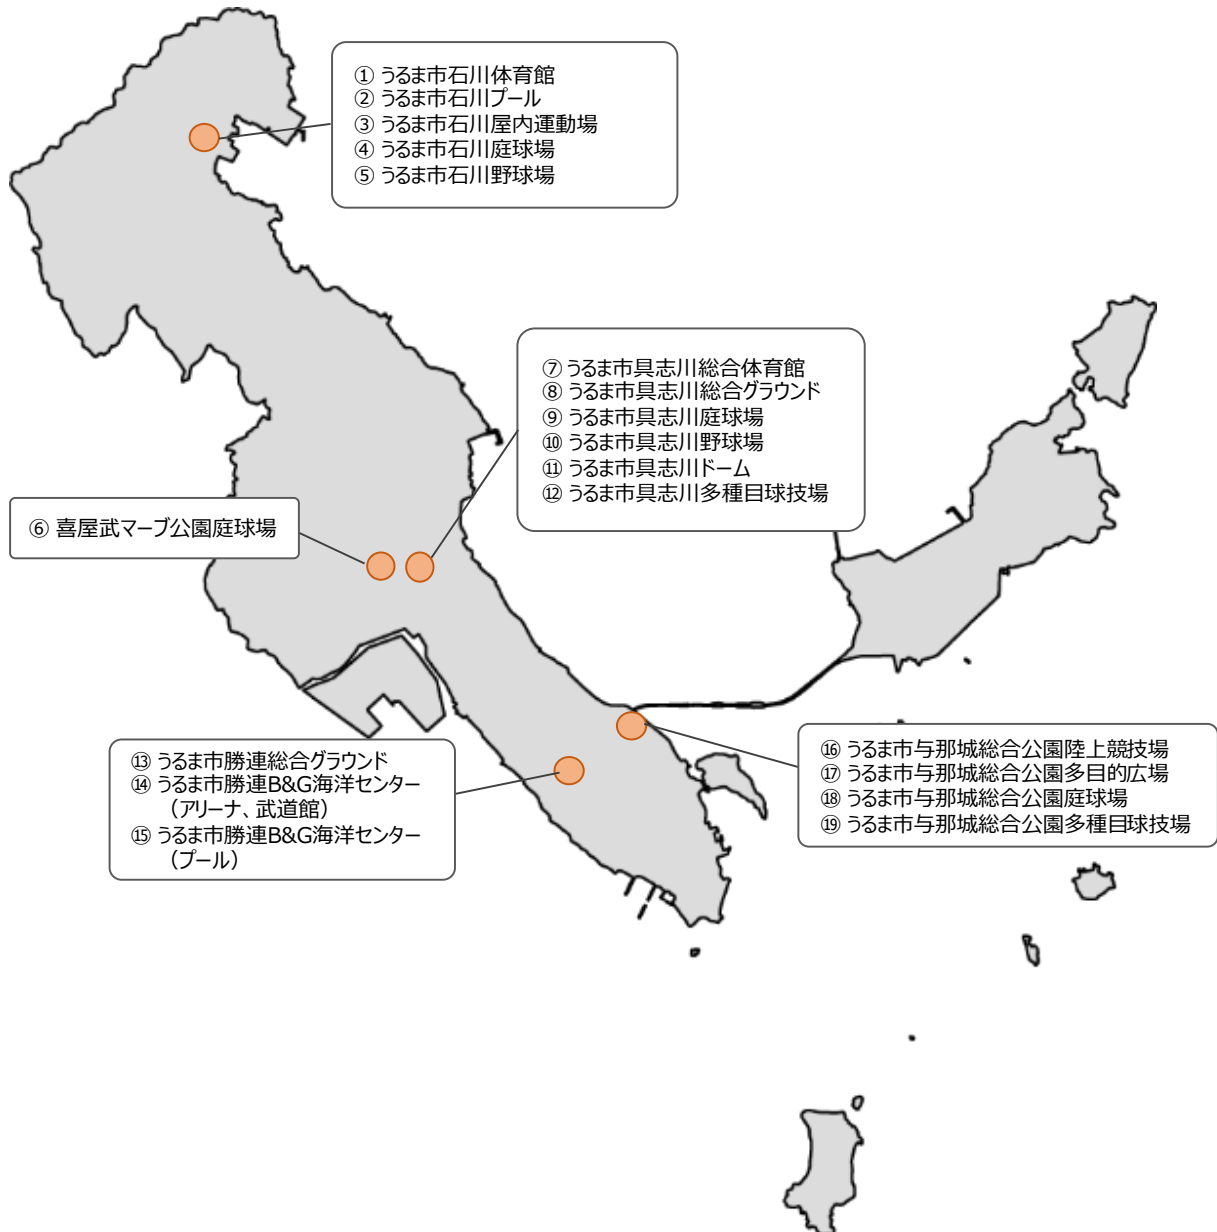 ① うるま市石川体育館
② うるま市石川プール
③ うるま市石川屋内運動場
④ うるま市石川庭球場
⑤ うるま市石川野球場
⑦ うるま市具志川総合体育館
⑧ うるま市具志川総合グラウンド
⑨ うるま市具志川庭球場
⑩ うるま市具志川野球場
⑪ うるま市具志川ドーム
⑫ うるま市具志川多種目球技場
⑥ 喜屋武マーブ公園庭球場
⑬ うるま市勝連総合グラウンド
⑭ うるま市勝連B&G海洋センター
（アリーナ、武道館）
⑮ うるま市勝連B&G海洋センター
（プール）
⑯ うるま市与那城総合公園陸上競技場
⑰ うるま市与那城総合公園多目的広場
⑱ うるま市与那城総合公園庭球場
⑲ うるま市与那城総合公園多種目球技場